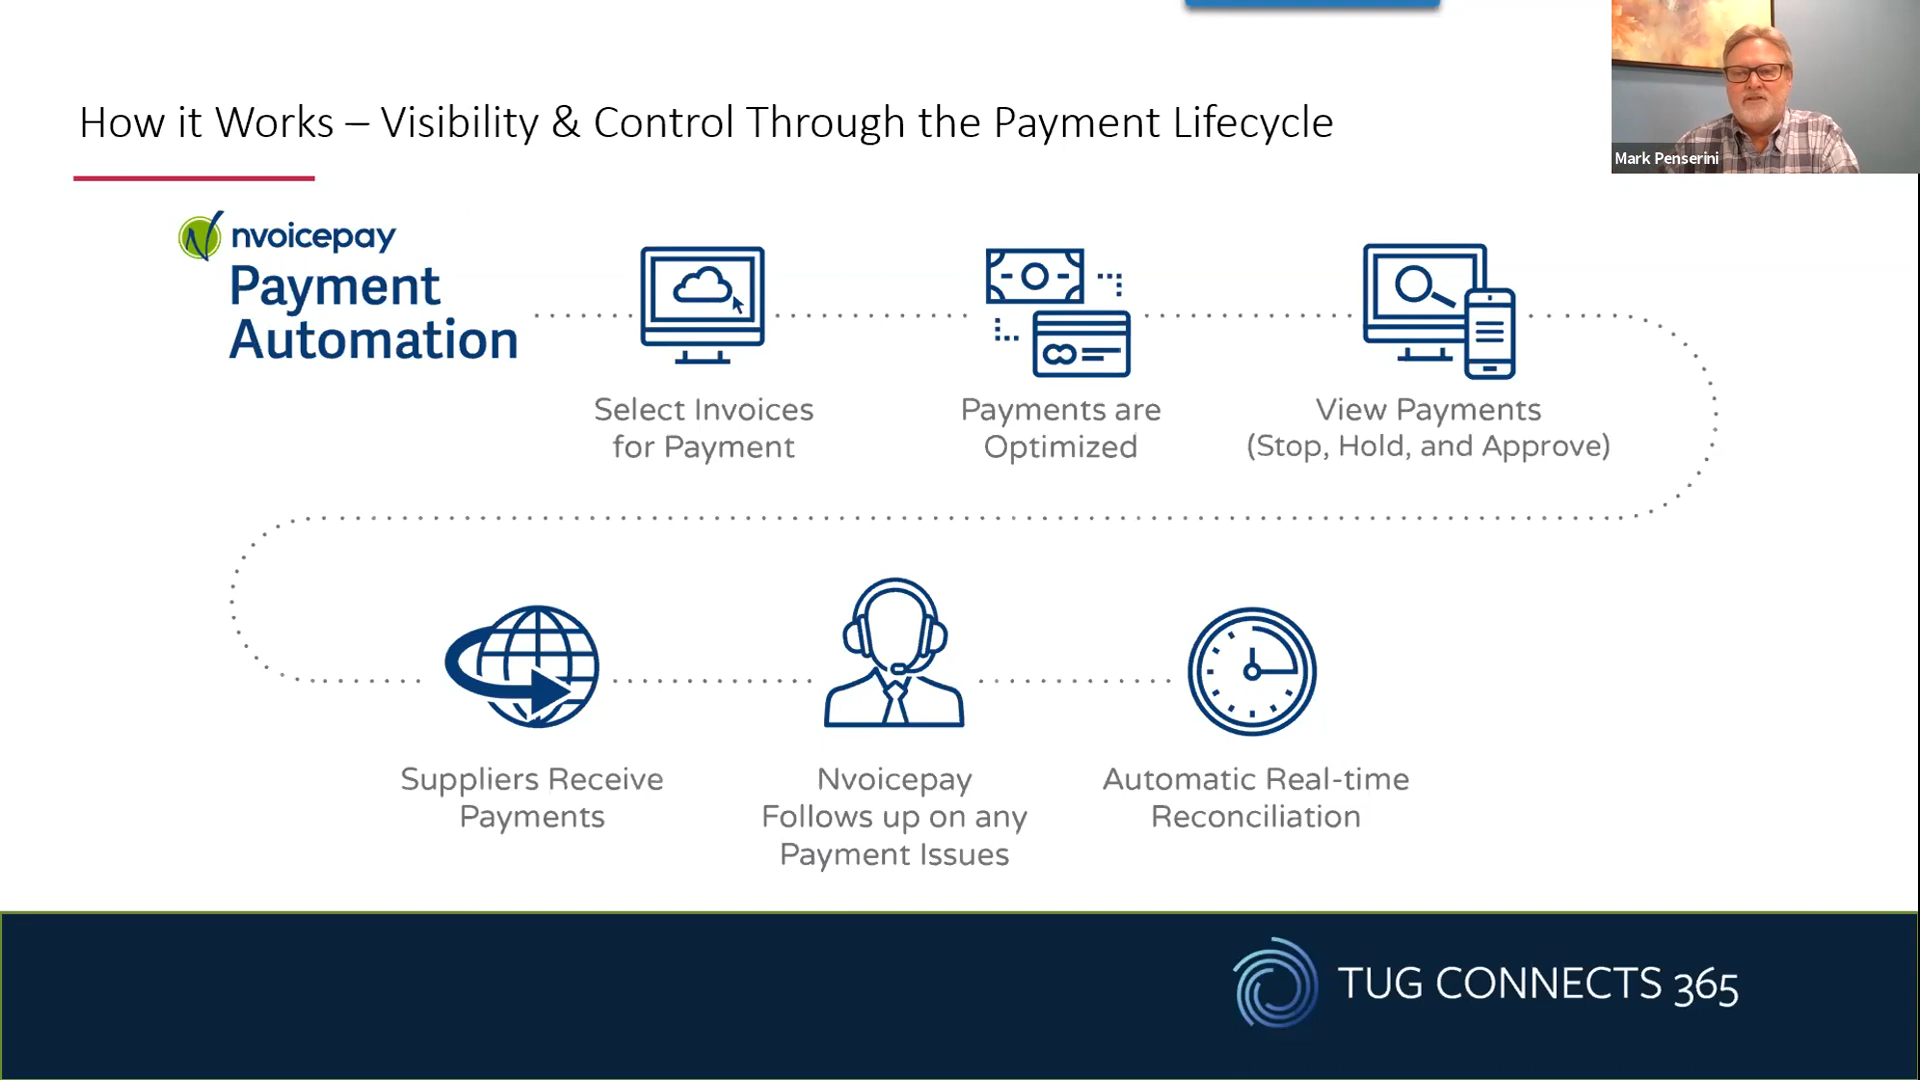 How it Works – Visibility & Control Through the Payment Lifecycle
Mark Penserini
nvoicepay
Payment
Automation
Select Invoices
for Payment
Payments are
Optimized
View Payments
(Stop, Hold, and Approve)
Suppliers Receive
Payments
Nvoicepay
Follows up on any
Payment Issues
Automatic Real-time
Reconciliation
TUG CONNECTS 365